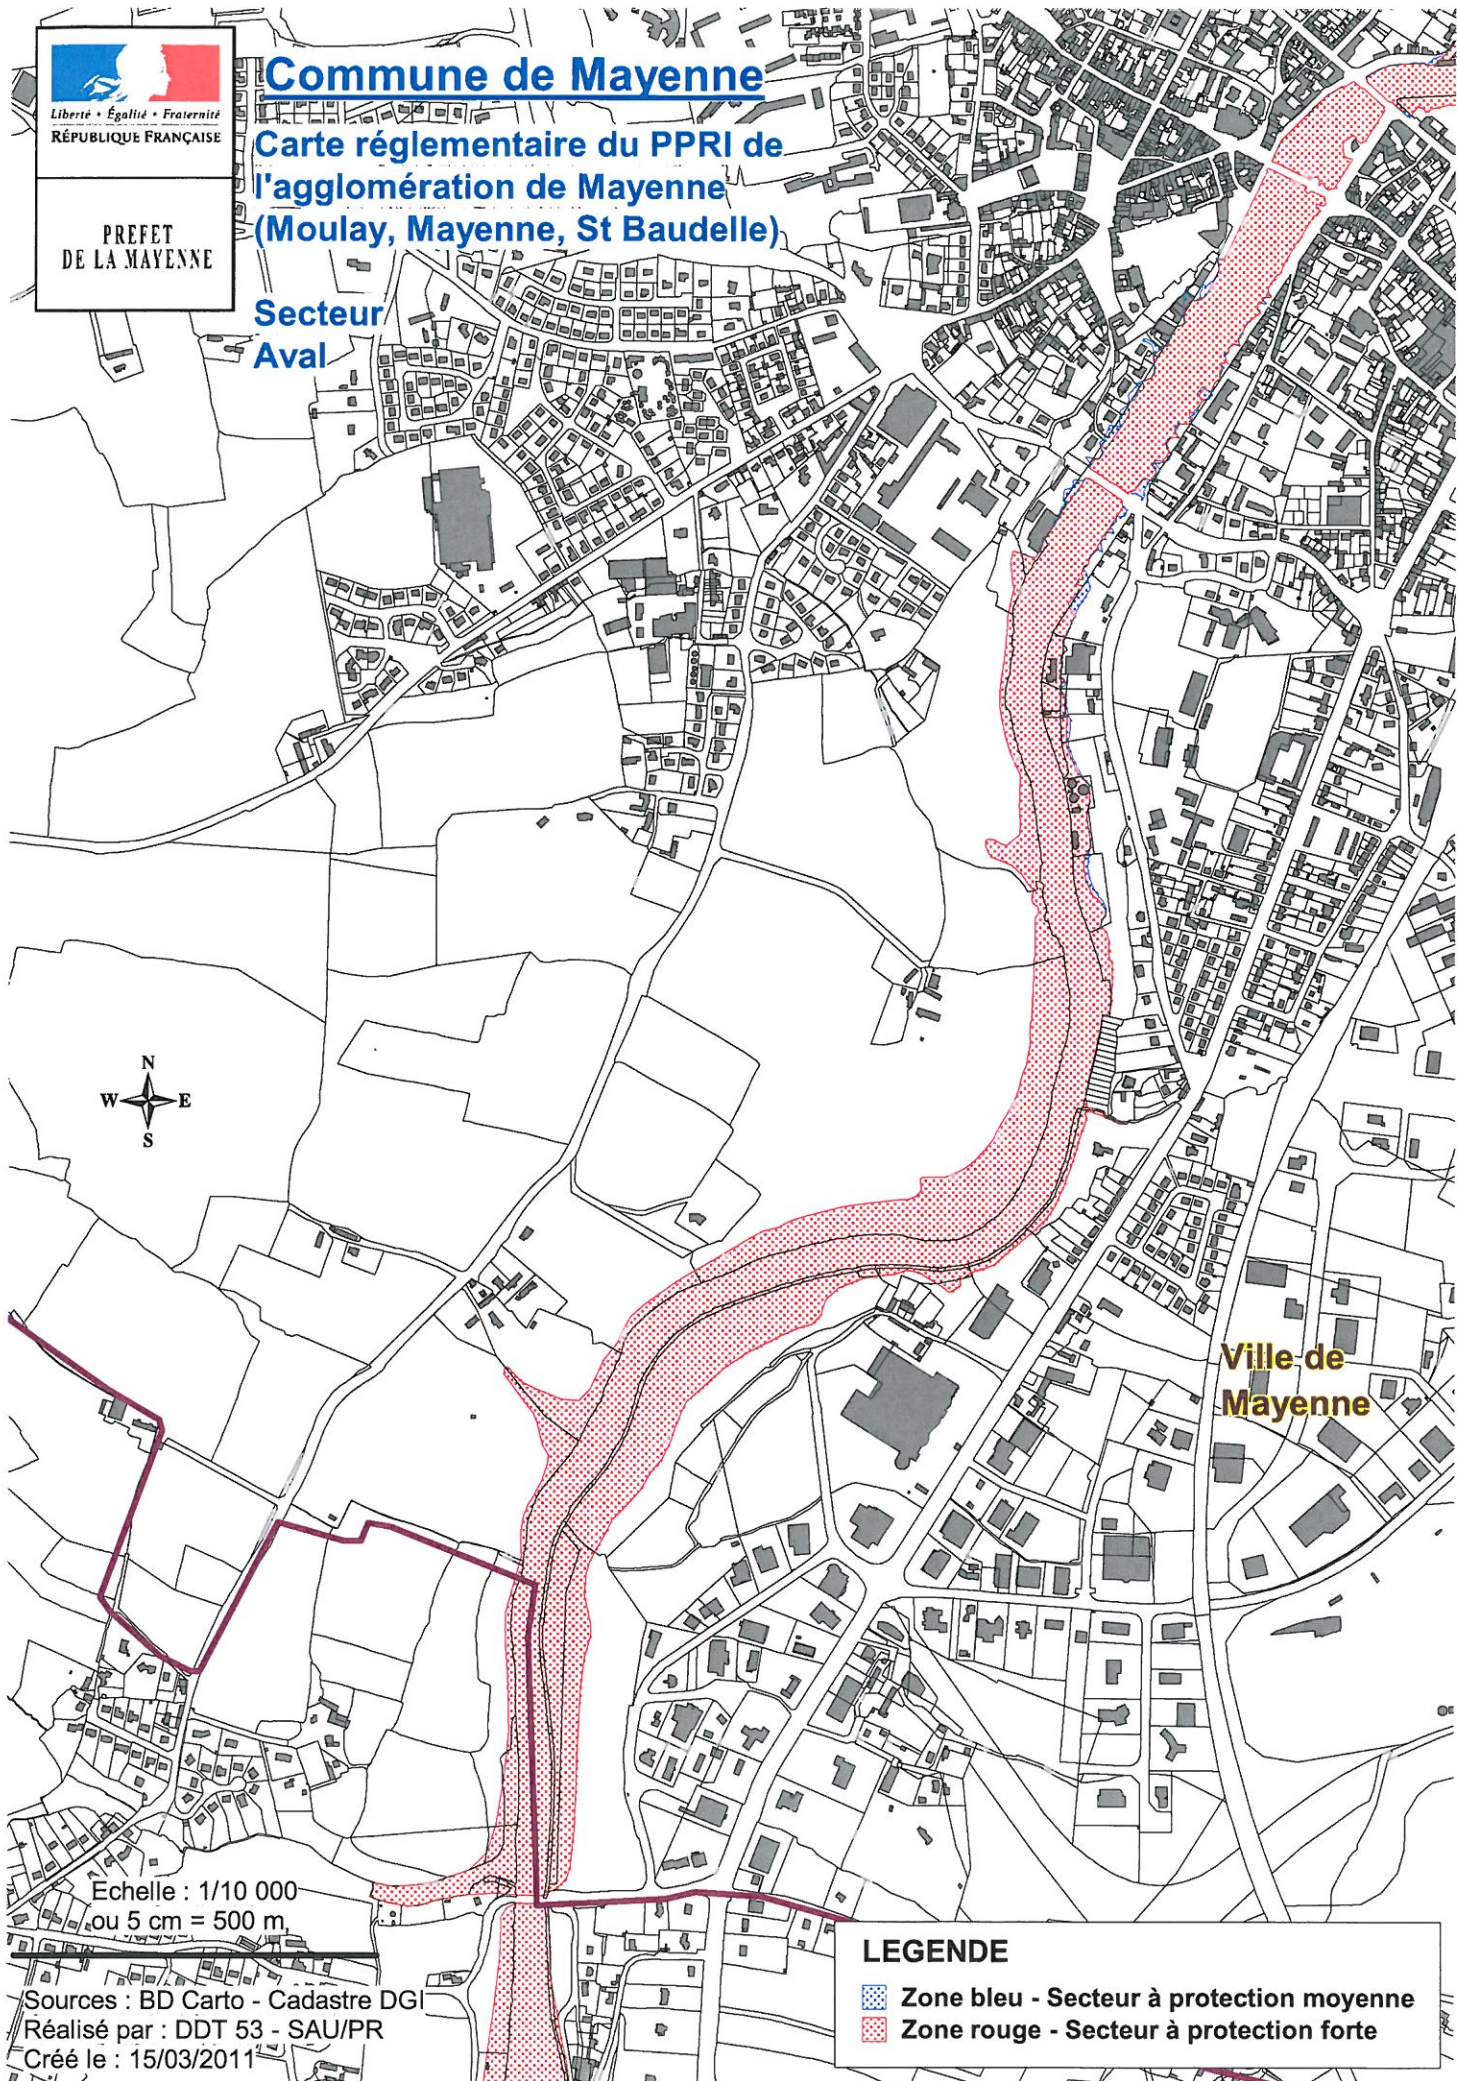 Liberté • Égalité • Fraternité
RÉPUBLIQUE FRANÇAISE
PREFET
DE LA MAYENNE
Commune de Mayenne
Carte réglementaire du PPRI de
l'agglomération de Mayenne
(Moulay, Mayenne, St Baudelle)
Secteur
Aval
N
W E
S
Ville de
Mayenne
Echelle : 1/10 000
ou 5 cm = 500 m
Sources : BD Carto - Cadastre DGI
Réalisé par : DDT 53 - SAU/PR
Créé le : 15/03/2011
LEGENDE
Zone bleu - Secteur à protection moyenne
Zone rouge - Secteur à protection forte